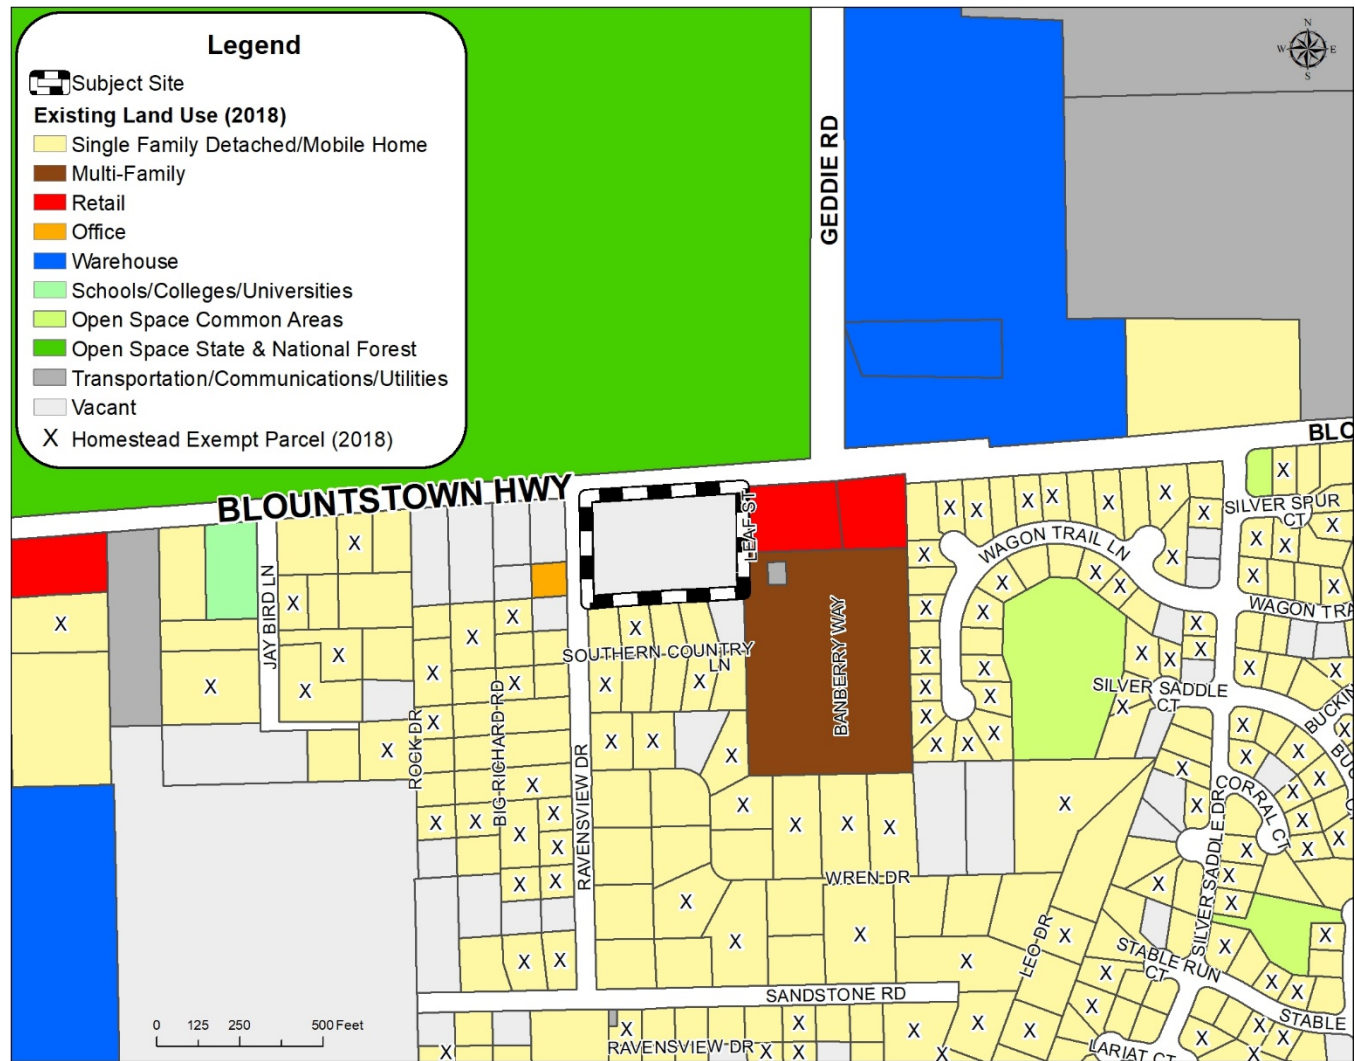 Legend
Subject Site
Existing Land Use (2018)
Single Family Detached/Mobile Home
Multi-Family
Retail
Office
Warehouse
Schools/Colleges/Universities
Open Space Common Areas
Open Space State & National Forest
Transportation/Communications/Utilities
Vacant
X Homestead Exempt Parcel (2018)
N
W E
S
GEDDIE RD
BLO
BLOUNTSTOWN HWY
LEAF ST
SILVER SPUR
CT
WAGON TRAIL LN
WAGON TRA
JAY BIRD LN
SOUTHERN COUNTRY
LN
BANBERRY WAY
SILVER SADDLE
CT
BUCKIN
BUC
C
ROCK DR
BIG RICHARD RD
RAVENSVIEW DR
CORRAL CT
SILVER SADDLE DR
WREN DR
LEO DR
STABLE RUN
CT
STABLE
SANDSTONE RD
RAVENSVIEW DR
LARIAT CT
0 125 250 500 Feet